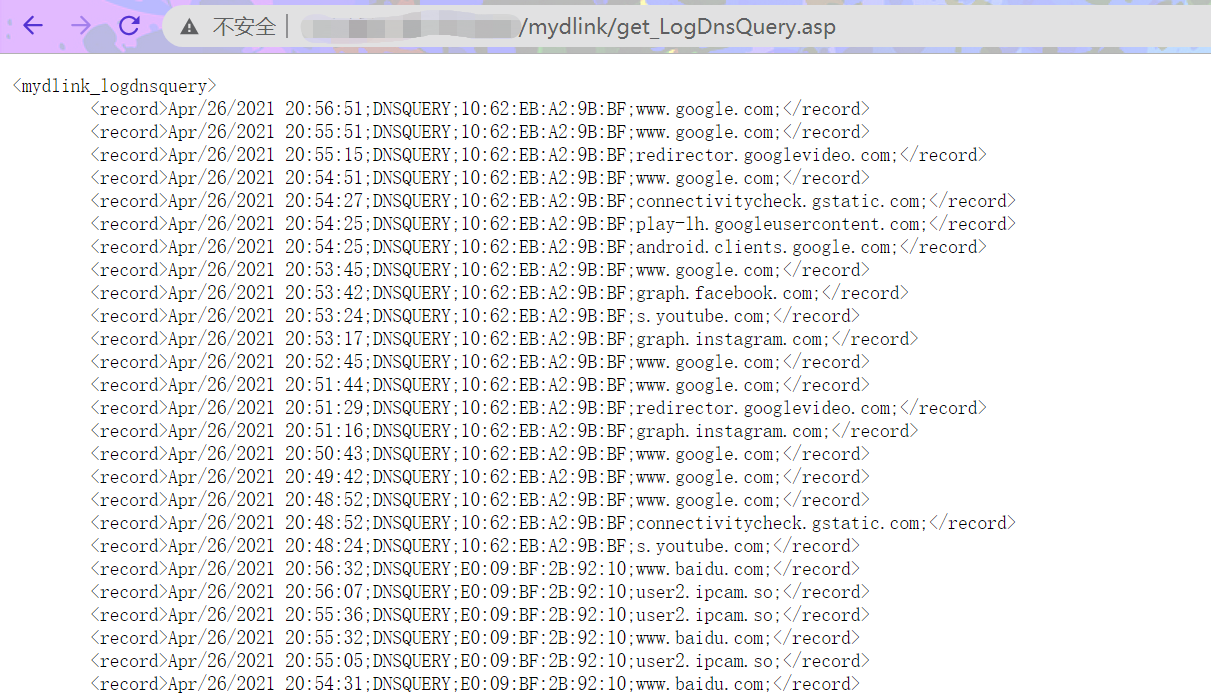 不安全 /mydlink/get_LogDnsQuery.asp
<mydlink_logdnsquery>
<record>Apr/26/2021 20:56:51;DNSQUERY;10:62:EB:A2:9B:BF;www.google.com;</record>
<record>Apr/26/2021 20:55:51;DNSQUERY;10:62:EB:A2:9B:BF;www.google.com;</record>
<record>Apr/26/2021 20:55:15;DNSQUERY;10:62:EB:A2:9B:BF;redirector.googlevideo.com;</record>
<record>Apr/26/2021 20:54:51;DNSQUERY;10:62:EB:A2:9B:BF;www.google.com;</record>
<record>Apr/26/2021 20:54:27;DNSQUERY;10:62:EB:A2:9B:BF;connectivitycheck.gstatic.com;</record>
<record>Apr/26/2021 20:54:25;DNSQUERY;10:62:EB:A2:9B:BF;play-lh.googleusercontent.com;</record>
<record>Apr/26/2021 20:54:25;DNSQUERY;10:62:EB:A2:9B:BF;android.clients.google.com;</record>
<record>Apr/26/2021 20:53:45;DNSQUERY;10:62:EB:A2:9B:BF;www.google.com;</record>
<record>Apr/26/2021 20:53:42;DNSQUERY;10:62:EB:A2:9B:BF;graph.facebook.com;</record>
<record>Apr/26/2021 20:53:24;DNSQUERY;10:62:EB:A2:9B:BF;s.youtube.com;</record>
<record>Apr/26/2021 20:53:17;DNSQUERY;10:62:EB:A2:9B:BF;graph.instagram.com;</record>
<record>Apr/26/2021 20:52:45;DNSQUERY;10:62:EB:A2:9B:BF;www.google.com;</record>
<record>Apr/26/2021 20:51:44;DNSQUERY;10:62:EB:A2:9B:BF;www.google.com;</record>
<record>Apr/26/2021 20:51:29;DNSQUERY;10:62:EB:A2:9B:BF;redirector.googlevideo.com;</record>
<record>Apr/26/2021 20:51:16;DNSQUERY;10:62:EB:A2:9B:BF;graph.instagram.com;</record>
<record>Apr/26/2021 20:50:43;DNSQUERY;10:62:EB:A2:9B:BF;www.google.com;</record>
<record>Apr/26/2021 20:49:42;DNSQUERY;10:62:EB:A2:9B:BF;www.google.com;</record>
<record>Apr/26/2021 20:48:52;DNSQUERY;10:62:EB:A2:9B:BF;www.google.com;</record>
<record>Apr/26/2021 20:48:52;DNSQUERY;10:62:EB:A2:9B:BF;connectivitycheck.gstatic.com;</record>
<record>Apr/26/2021 20:48:24;DNSQUERY;10:62:EB:A2:9B:BF;s.youtube.com;</record>
<record>Apr/26/2021 20:56:32;DNSQUERY;E0:09:BF:2B:92:10;www.baidu.com;</record>
<record>Apr/26/2021 20:56:07;DNSQUERY;E0:09:BF:2B:92:10;user2.ipcam.so;</record>
<record>Apr/26/2021 20:55:36;DNSQUERY;E0:09:BF:2B:92:10;user2.ipcam.so;</record>
<record>Apr/26/2021 20:55:32;DNSQUERY;E0:09:BF:2B:92:10;www.baidu.com;</record>
<record>Apr/26/2021 20:55:05;DNSQUERY;E0:09:BF:2B:92:10;user2.ipcam.so;</record>
<record>Apr/26/2021 20:54:31;DNSQUERY;E0:09:BF:2B:92:10;www.baidu.com;</record>